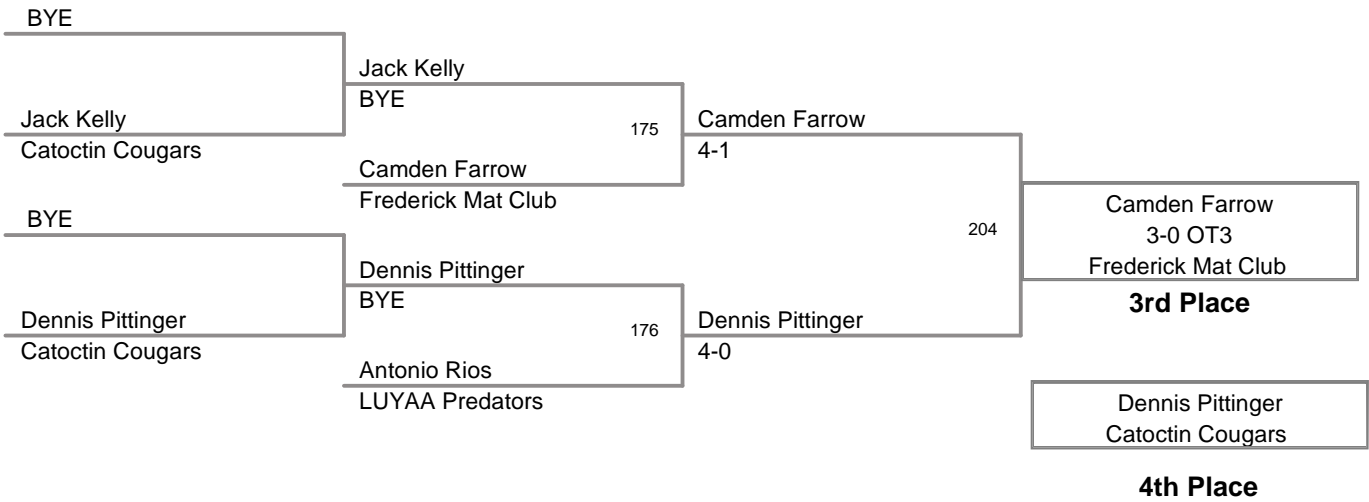 BYE
Jack Kelly
BYE
Jack Kelly
Catoctin Cougars
175
Camden Farrow
4-1
Camden Farrow
Frederick Mat Club
BYE
204
Camden Farrow
3-0 OT3
Frederick Mat Club
3rd Place
Dennis Pittinger
BYE
Dennis Pittinger
Catoctin Cougars
176
Dennis Pittinger
4-0
Antonio Rios
LUYAA Predators
Dennis Pittinger
Catoctin Cougars
4th Place